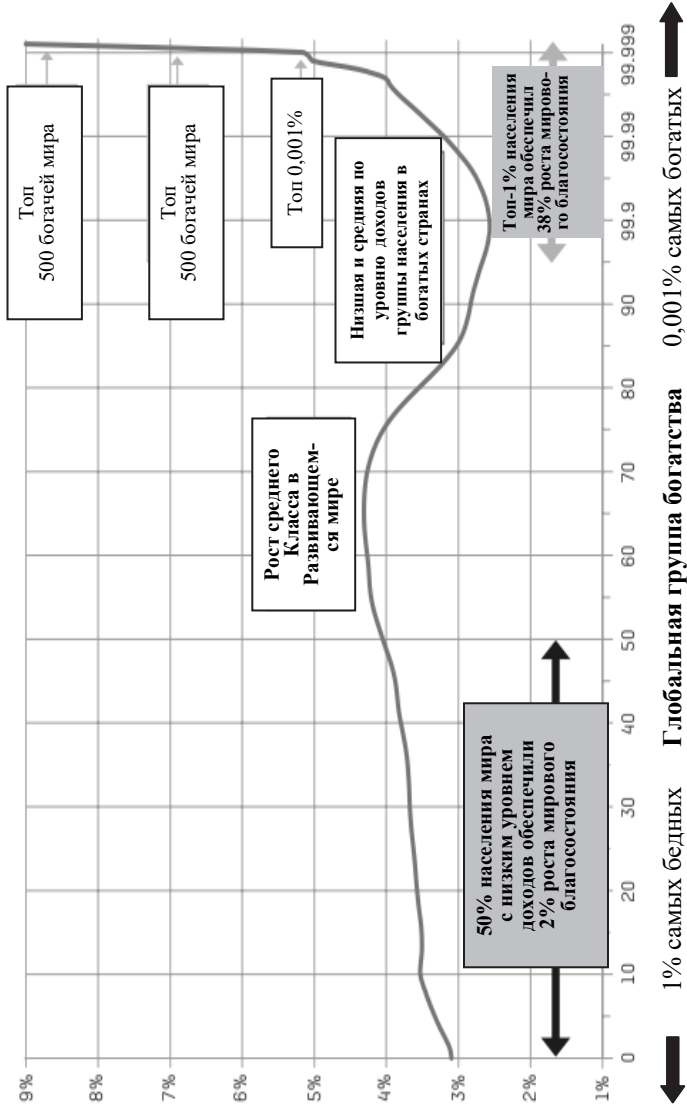 9%
8%
7%
6%
5%
4%
3%
2%
1%
Топ
500 богачей мира
Топ
500 богачей мира
Топ 0,001%
Низшая и средняя по
уровню доходов
группы населения в
богатых странах
Рост среднего
Класса в
Развивающем-
ся мире
Топ-1% населения
мира обеспечил
38% роста мирово-
го благосостояния
50% населения мира
с низким уровнем
доходов обеспечили
2% роста мирового
благосостояния
0 10 20 30 40 50 60 70 80 90 99.9 99.99 99.999
1% самых бедных Глобальная группа богатства 0,001% самых богатых